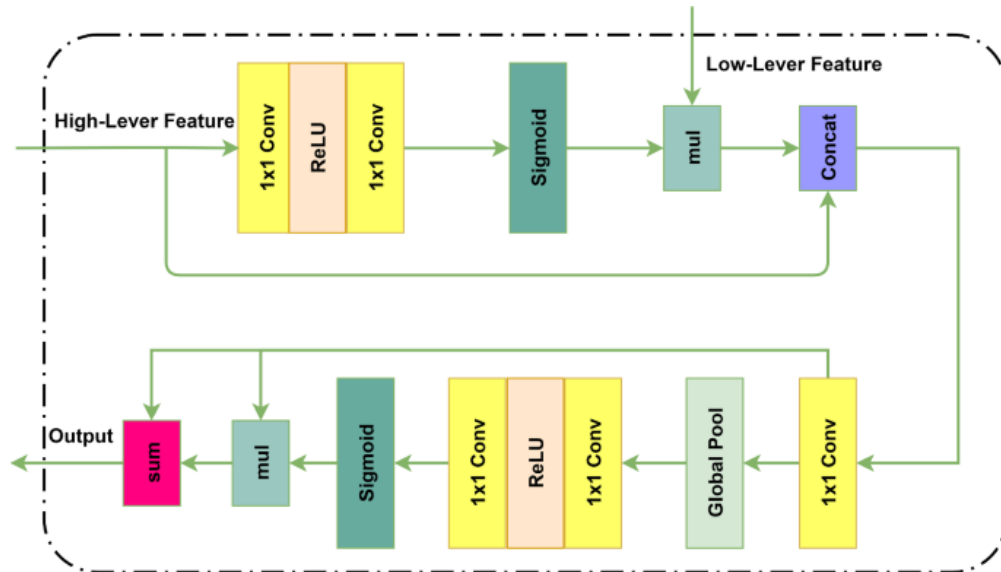 Low-Lever Feature
High-Lever Feature
1x1 Conv
ReLU
1x1 Conv
Sigmoid
mul
Concat
Output
sum
mul
Sigmoid
1x1 Conv
ReLU
1x1 Conv
Global Pool
1x1 Conv